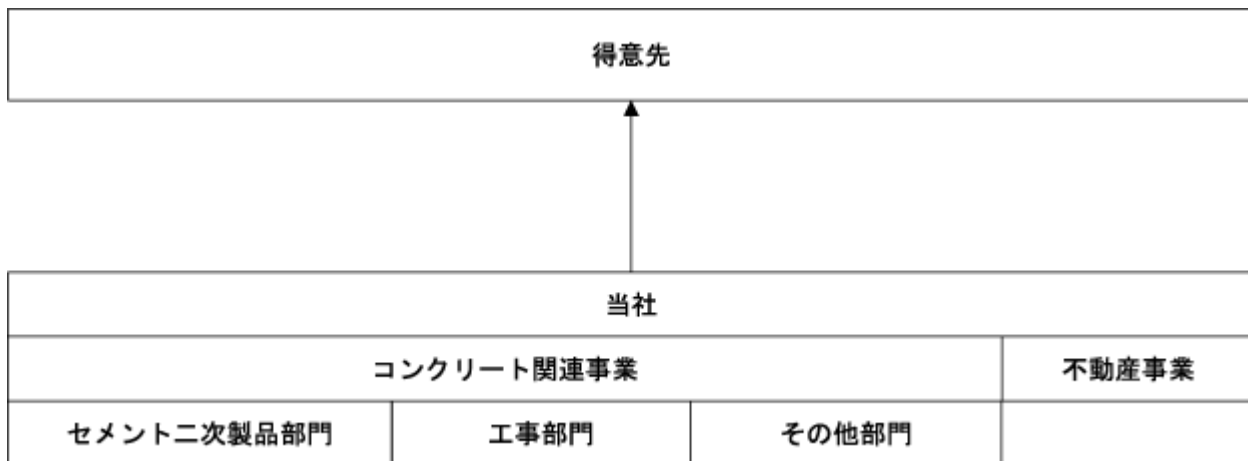 得意先
当社
コンクリート関連事業 不動産事業
セメント二次製品部門 工事部門 その他部門